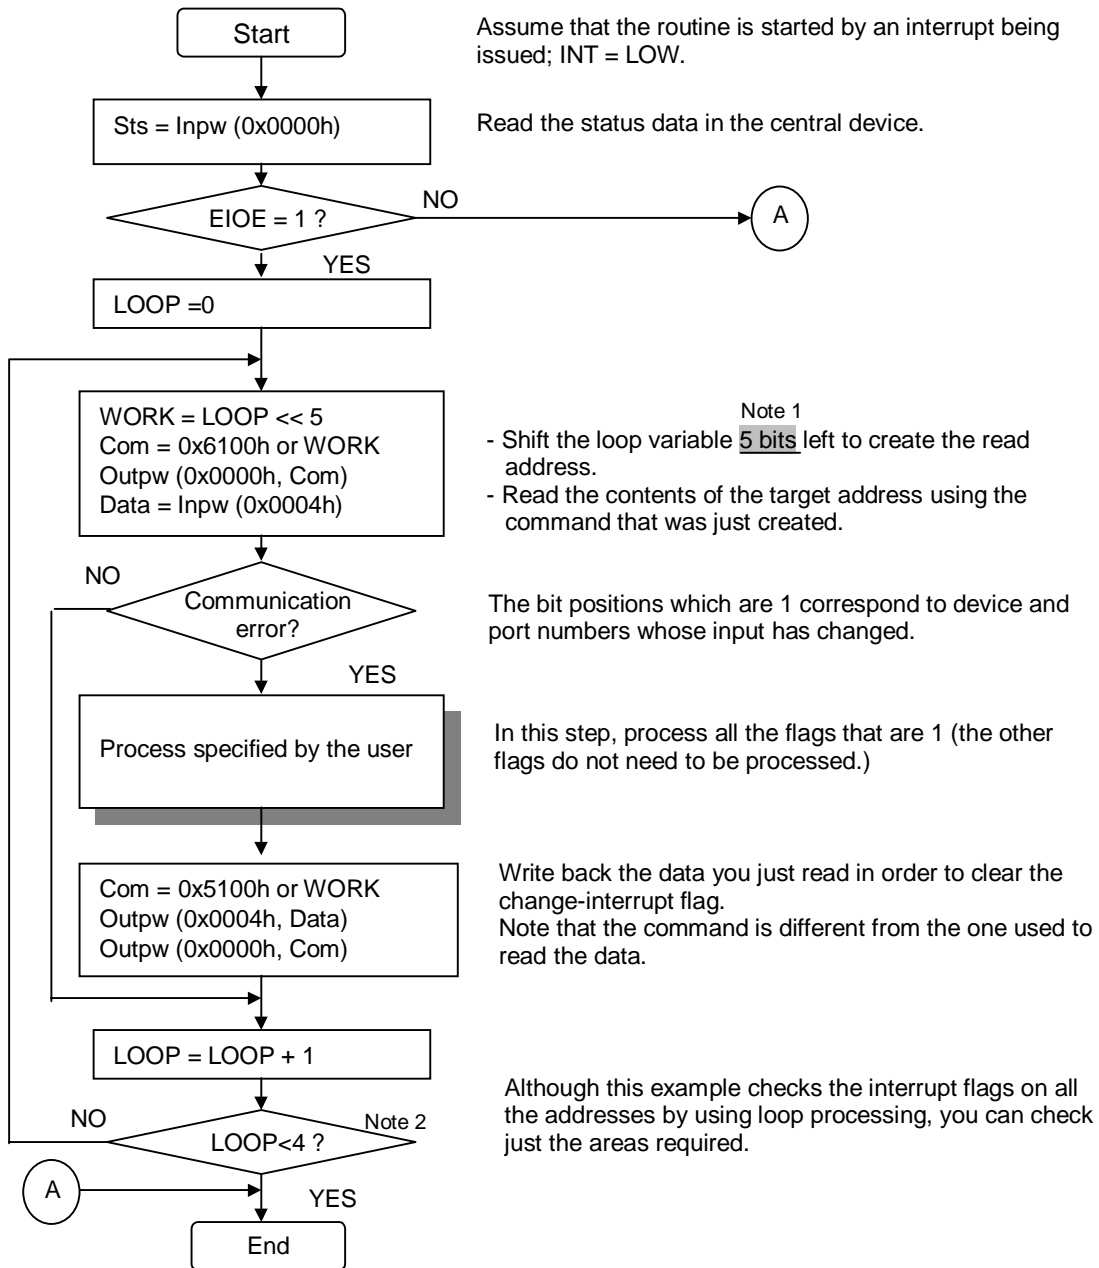 Start
Assume that the routine is started by an interrupt being
issued; INT = LOW.
Sts = Inpw (0x0000h)
Read the status data in the central device.
EIOE = 1 ?
NO
A
YES
LOOP =0
WORK = LOOP << 5
Com = 0x6100h or WORK
Outpw (0x0000h, Com)
Data = Inpw (0x0004h)
Note 1
- Shift the loop variable 5 bits left to create the read
address.
- Read the contents of the target address using the
command that was just created.
NO
Communication
error?
The bit positions which are 1 correspond to device and
port numbers whose input has changed.
YES
Process specified by the user
In this step, process all the flags that are 1 (the other
flags do not need to be processed.)
Com = 0x5100h or WORK
Outpw (0x0004h, Data)
Outpw (0x0000h, Com)
Write back the data you just read in order to clear the
change-interrupt flag.
Note that the command is different from the one used to
read the data.
LOOP = LOOP + 1
NO
LOOP<4 ?
Note 2
Although this example checks the interrupt flags on all
the addresses by using loop processing, you can check
just the areas required.
A
YES
End